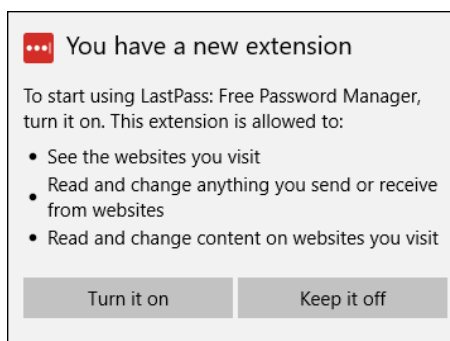 You have a new extension
To start using LastPass: Free Password Manager,
turn it on. This extension is allowed to:
• See the websites you visit
• Read and change anything you send or receive
from websites
• Read and change content on websites you visit
Turn it on
Keep it off